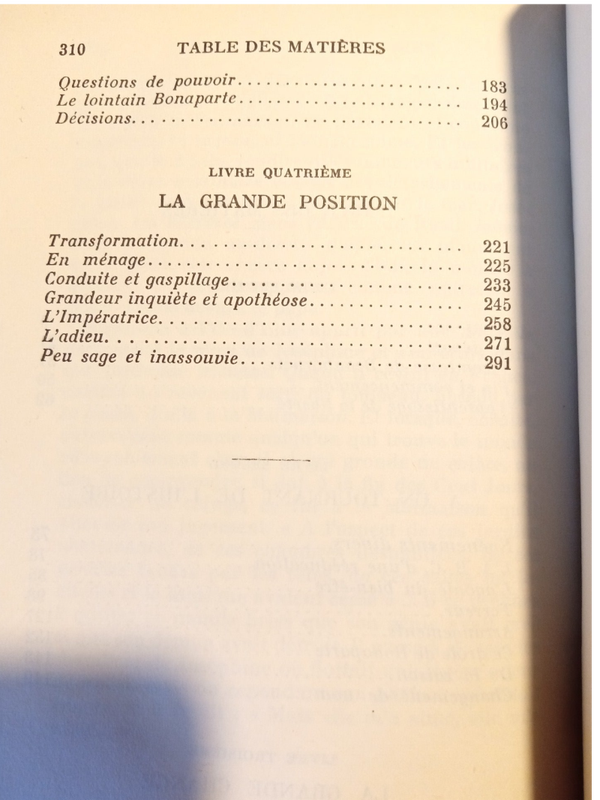 310 TABLE DES MATIÈRES
Questions de pouvoir. . . . . . . . . . . . . . . . . . . . . . . . 183
Le lointain Bonaparte. . . . . . . . . . . . . . . . . . . . . . . . 194
Décisions. . . . . . . . . . . . . . . . . . . . . . . . . . . . . . . . . . 206
LIVRE QUATRIÈME
LA GRANDE POSITION
Transformation. . . . . . . . . . . . . . . . . . . . . . . . . . . . . 221
En ménage. . . . . . . . . . . . . . . . . . . . . . . . . . . . . . . . . 225
Conduite et gaspillage. . . . . . . . . . . . . . . . . . . . . . . . 233
Grandeur inquiète et apothéose. . . . . . . . . . . . . . . . 245
L'Impératrice. . . . . . . . . . . . . . . . . . . . . . . . . . . . . . . 258
L'adieu. . . . . . . . . . . . . . . . . . . . . . . . . . . . . . . . . . . . 271
Peu sage et inassouvie. . . . . . . . . . . . . . . . . . . . . . . 291